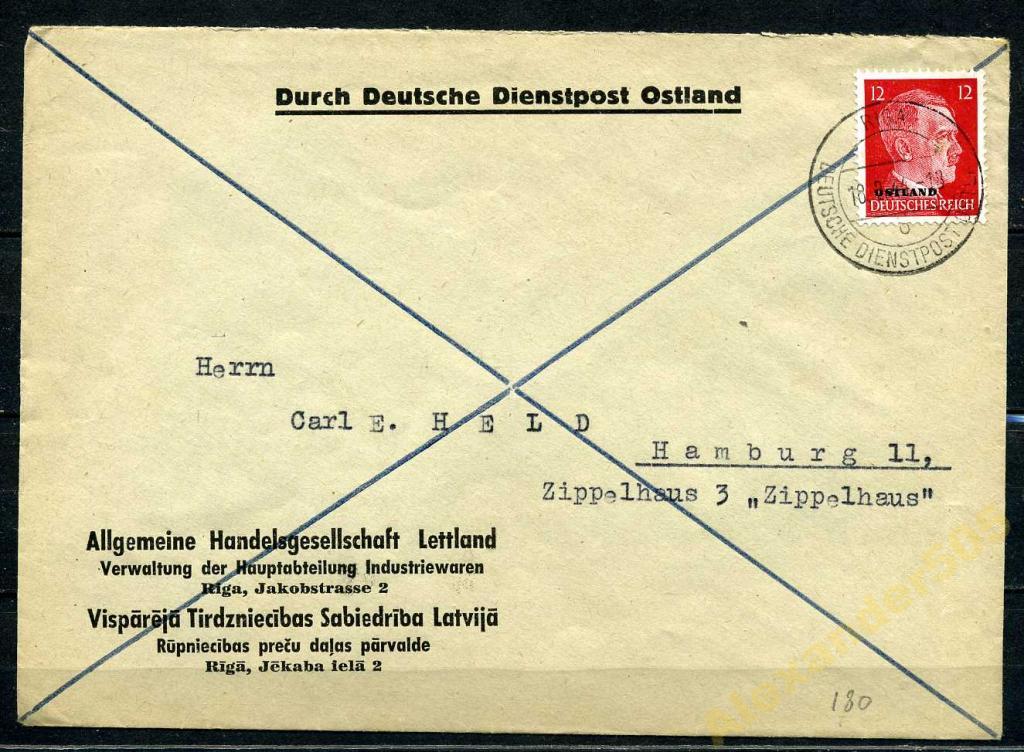 Durch Deutsche Dienstpost Ostland
12 12
OSTLAND
DEUTSCHES REICH
RIGA
DEUTSCHE DIENSTPOST
Herrn
Carl E. H E L D
H a m b u r g 11,
Zippelhaus 3 „Zippelhaus"
Allgemeine Handelsgesellschaft Lettland
Verwaltung der Hauptabteilung Industriewaren
Riga, Jakobstrasse 2
Vispārējā Tirdzniecības Sabiedrība Latvijā
Rūpniecības preču daļas pārvalde
Rīgā, Jēkaba ielā 2
180
Alexander505